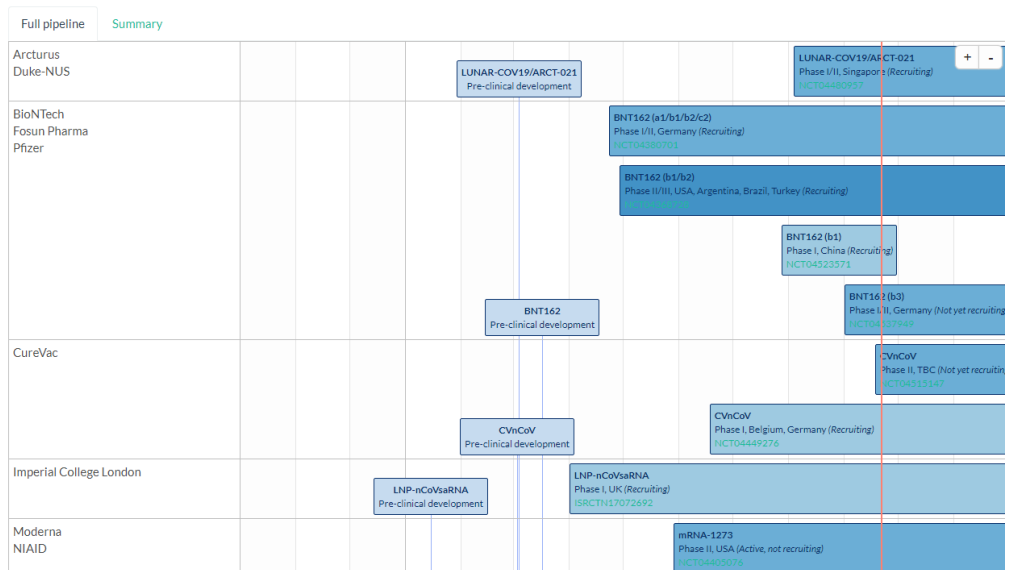 Full pipeline
Summary
+
-
Arcturus
Duke-NUS
LUNAR-COV19/ARCT-021
Pre-clinical development
LUNAR-COV19/ARCT-021
Phase I/II, Singapore (Recruiting)
NCT04480957
BioNTech
Fosun Pharma
Pfizer
BNT162 (a1/b1/b2/c2)
Phase I/II, Germany (Recruiting)
NCT04380701
BNT162 (b1/b2)
Phase II/III, USA, Argentina, Brazil, Turkey (Recruiting)
BNT162 (b1)
Phase I, China (Recruiting)
NCT04523571
BNT162
Pre-clinical development
BNT162 (b3)
Phase I/II, Germany (Not yet recruiting
NCT04537949
CureVac
CVnCoV
Phase II, TBC (Not yet recruitin
NCT04515147
CVnCoV
Pre-clinical development
CVnCoV
Phase I, Belgium, Germany (Recruiting)
NCT04449276
Imperial College London
LNP-nCoVsaRNA
Pre-clinical development
LNP-nCoVsaRNA
Phase I, UK (Recruiting)
ISRCTN17072692
Moderna
NIAID
mRNA-1273
Phase II, USA (Active, not recruiting)
NCT04405076